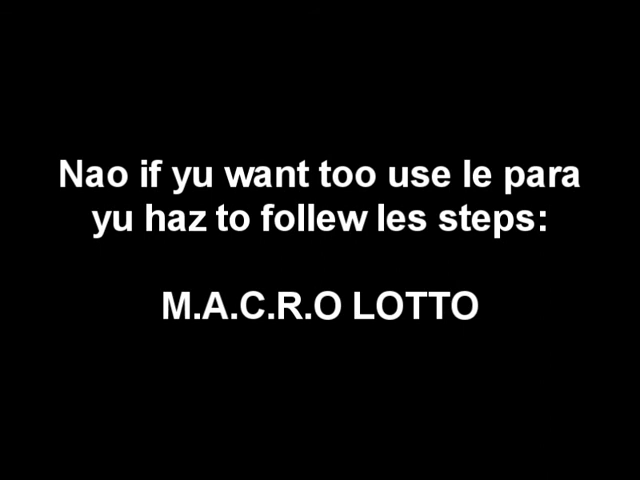 Nao if yu want too use le para
yu haz to follew les steps:
M.A.C.R.O LOTTO